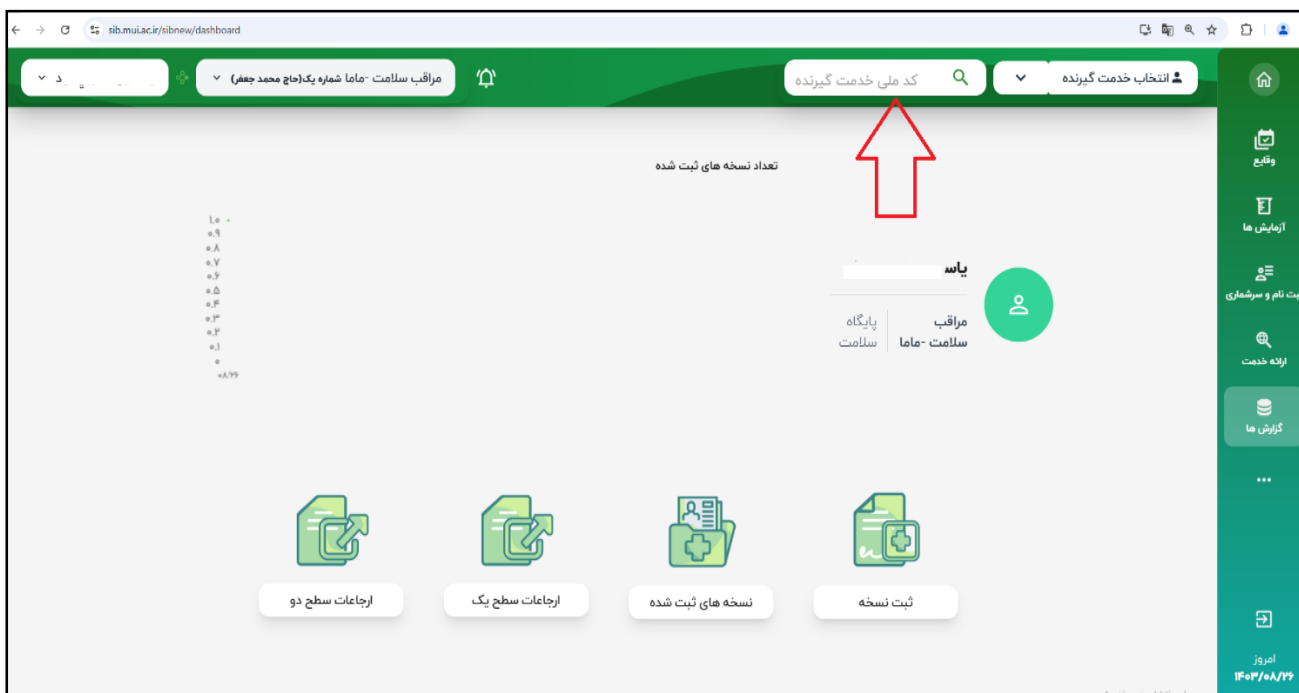 sib.mui.ac.ir/sibnew/dashboard
انتخاب خدمت گیرنده
کد ملی خدمت گیرنده
مراقب سلامت -ماما شماره یک(حاج محمد جعفر)
د
وقایع
آزمایش ها
بت نام و سرشماری
ارائه خدمت
گزارش ها
...
تعداد نسخه های ثبت شده
۱.۰
۰.۹
۰.۸
۰.۷
۰.۶
۰.۵
۰.۴
۰.۳
۰.۲
۰.۱
۰
۰۸/۲۶
یاس
مراقب
سلامت -ماما
پایگاه
سلامت
ثبت نسخه
نسخه های ثبت شده
ارجاعات سطح یک
ارجاعات سطح دو
امروز
۱۴۰۳/۰۸/۲۶